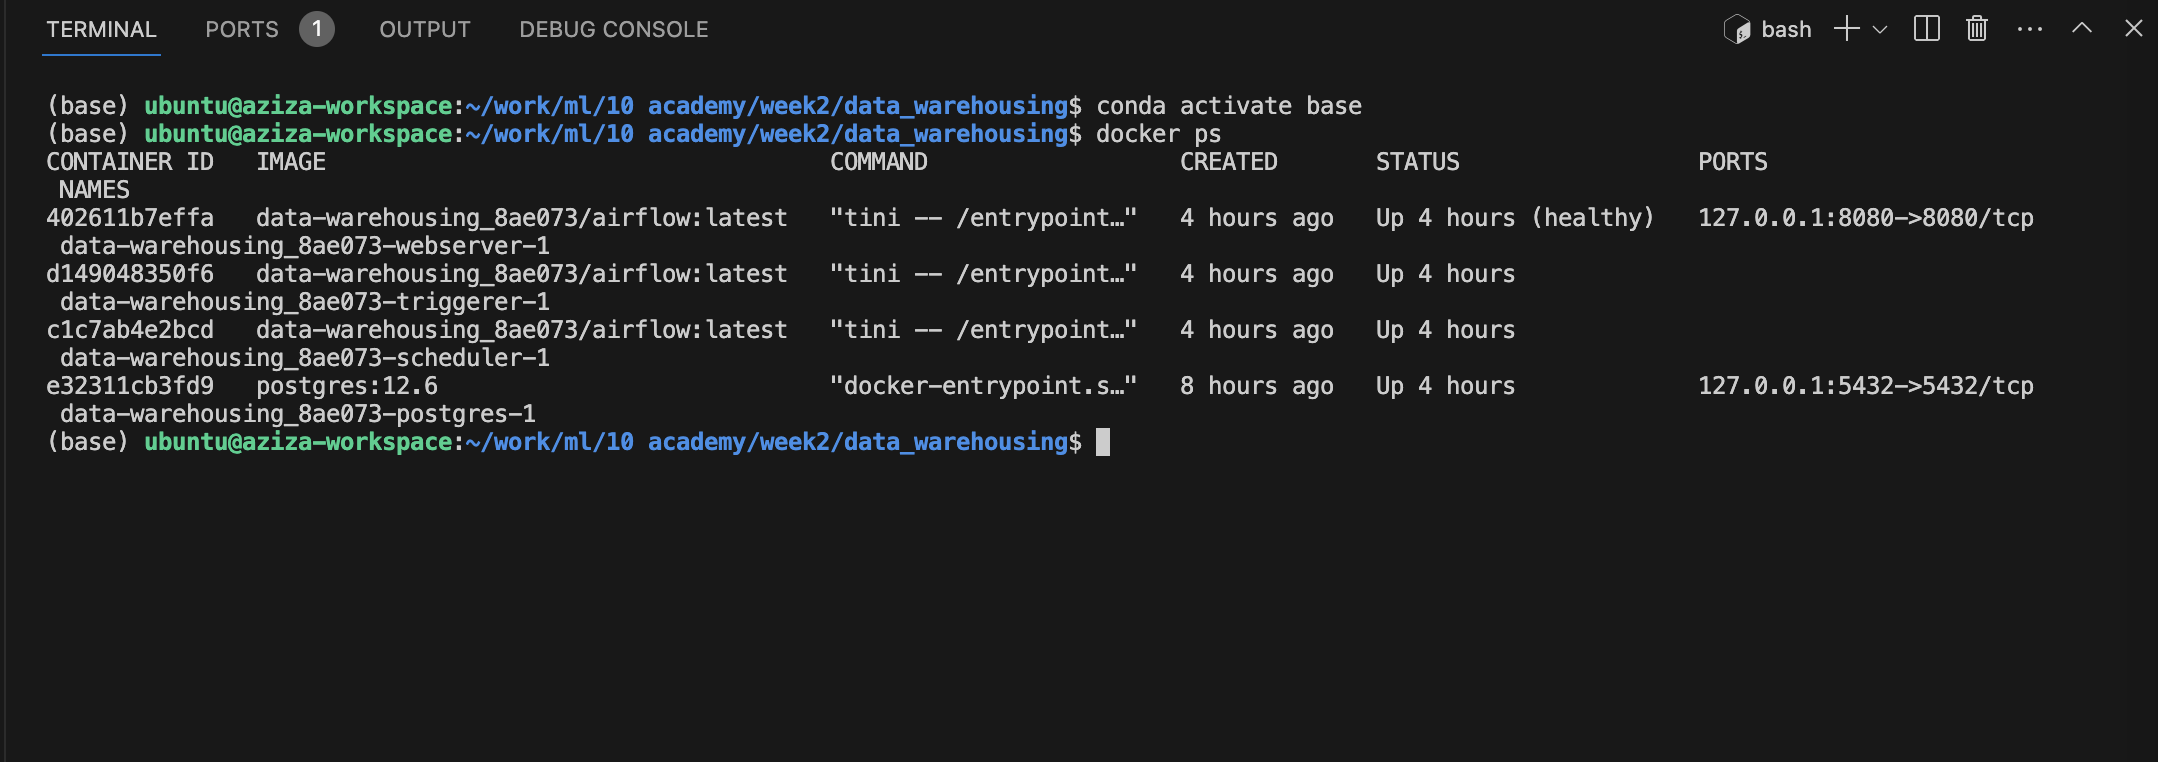 TERMINAL PORTS 1 OUTPUT DEBUG CONSOLE bash
(base) ubuntu@aziza-workspace:~/work/ml/10 academy/week2/data_warehousing$ conda activate base
(base) ubuntu@aziza-workspace:~/work/ml/10 academy/week2/data_warehousing$ docker ps
CONTAINER ID   IMAGE                                    COMMAND                  CREATED       STATUS                 PORTS
 NAMES
402611b7effa   data-warehousing_8ae073/airflow:latest   "tini -- /entrypoint…"   4 hours ago   Up 4 hours (healthy)   127.0.0.1:8080->8080/tcp
 data-warehousing_8ae073-webserver-1
d149048350f6   data-warehousing_8ae073/airflow:latest   "tini -- /entrypoint…"   4 hours ago   Up 4 hours
 data-warehousing_8ae073-triggerer-1
c1c7ab4e2bcd   data-warehousing_8ae073/airflow:latest   "tini -- /entrypoint…"   4 hours ago   Up 4 hours
 data-warehousing_8ae073-scheduler-1
e32311cb3fd9   postgres:12.6                            "docker-entrypoint.s…"   8 hours ago   Up 4 hours             127.0.0.1:5432->5432/tcp
 data-warehousing_8ae073-postgres-1
(base) ubuntu@aziza-workspace:~/work/ml/10 academy/week2/data_warehousing$